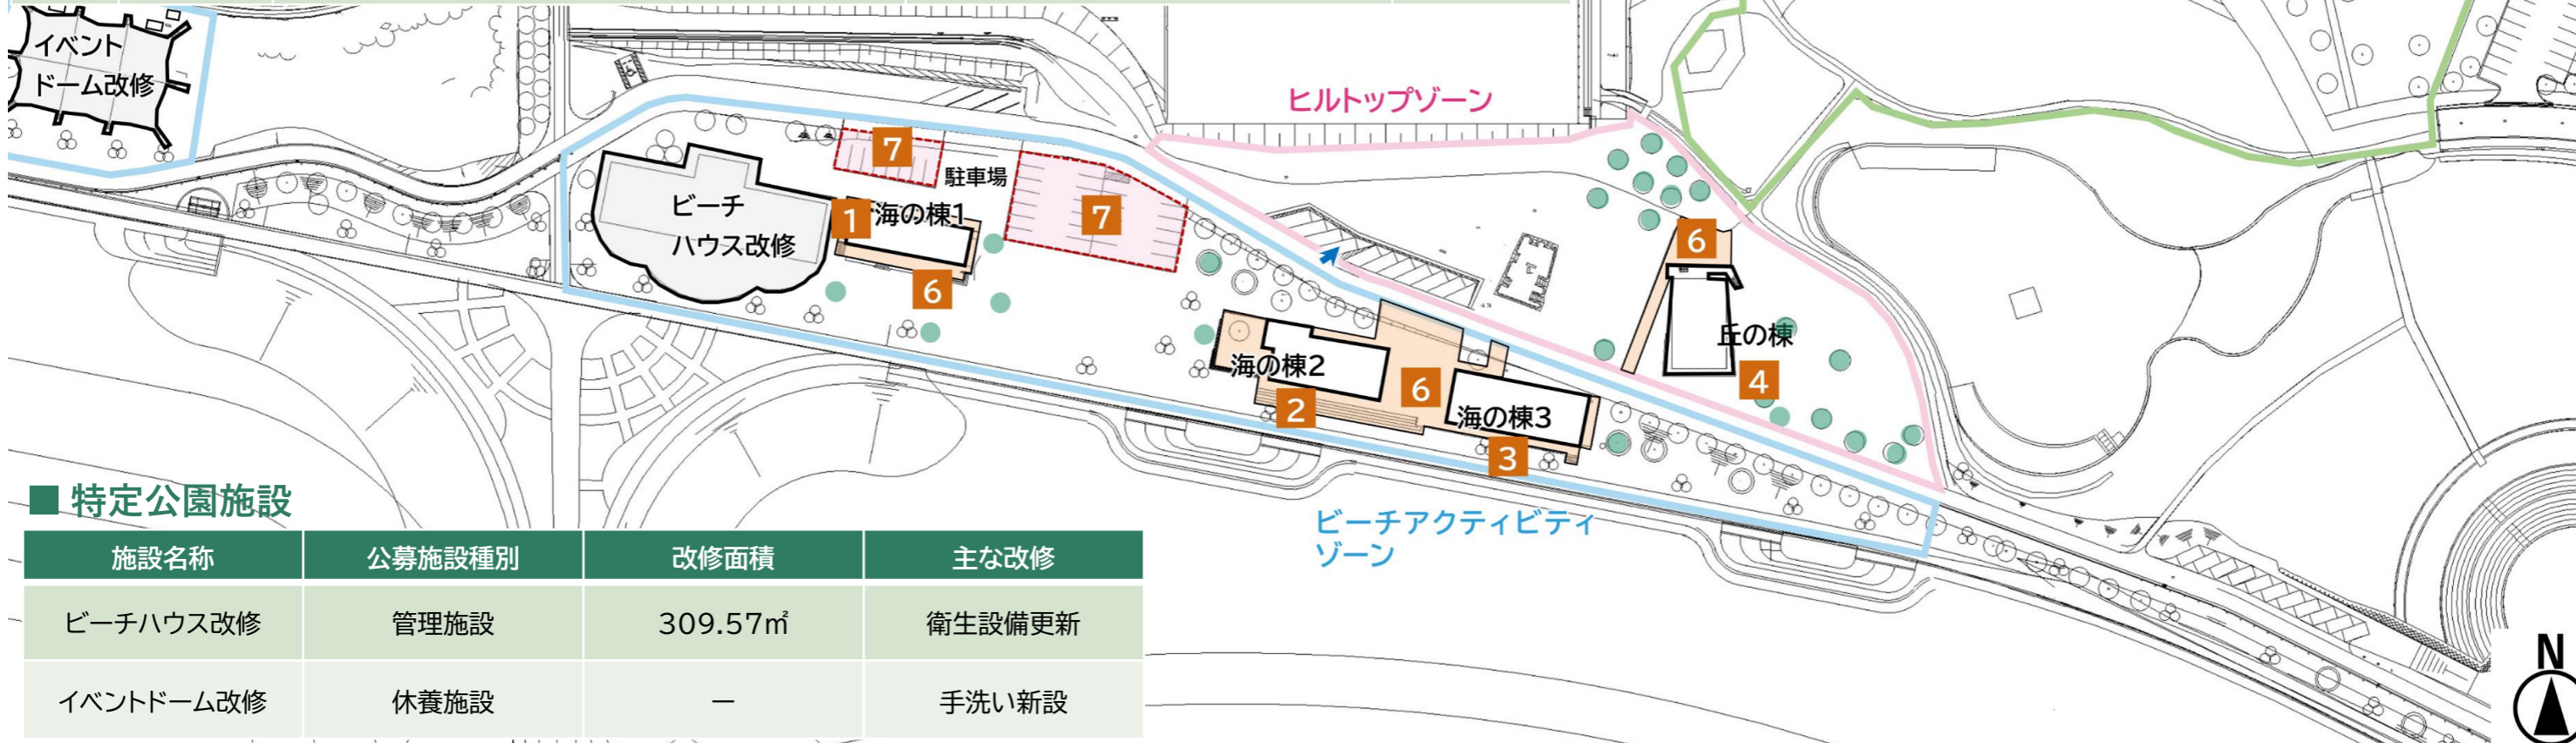 イベント
ドーム改修
ヒルトップゾーン
7
駐車場
ビーチ
ハウス改修
1
海の棟1
7
6
6
丘の棟
4
海の棟2
2
6
海の棟3
3
ビーチアクティビティ
ゾーン
■ 特定公園施設
施設名称 公募施設種別 改修面積 主な改修
ビーチハウス改修 管理施設 309.57㎡ 衛生設備更新
イベントドーム改修 休養施設 － 手洗い新設
N